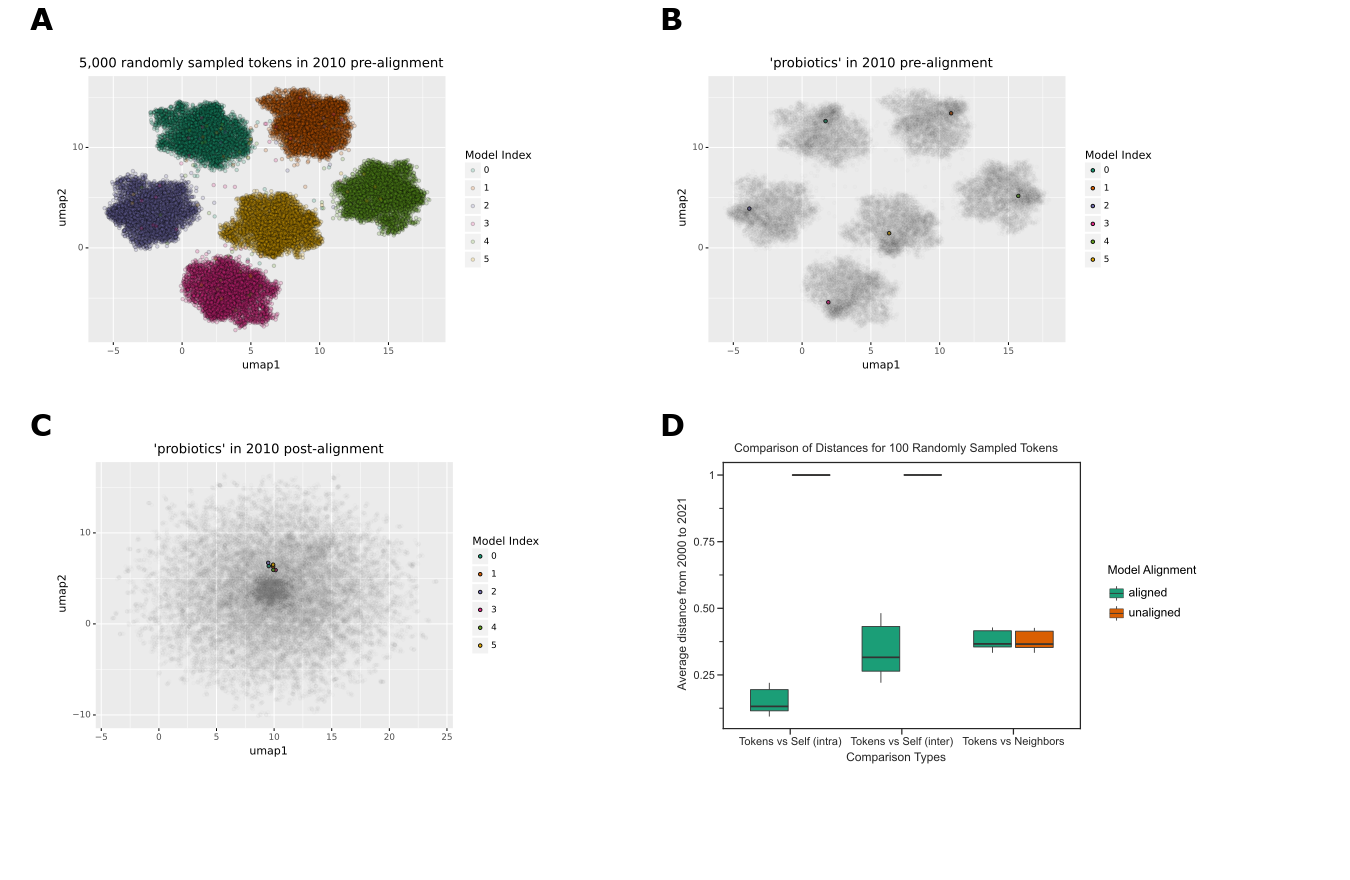 A
5,000 randomly sampled tokens in 2010 pre-alignment
umap2
10
0
−5
0
5
10
15
umap1
Model Index
0
1
2
3
4
5
B
'probiotics' in 2010 pre-alignment
umap2
10
0
−5
0
5
10
15
umap1
Model Index
0
1
2
3
4
5
C
'probiotics' in 2010 post-alignment
umap2
10
0
−10
−5
0
5
10
15
20
25
umap1
Model Index
0
1
2
3
4
5
D
Comparison of Distances for 100 Randomly Sampled Tokens
Average distance from 2000 to 2021
1
0.75
0.50
0.25
Tokens vs Self (intra)
Tokens vs Self (inter)
Tokens vs Neighbors
Comparison Types
Model Alignment
aligned
unaligned